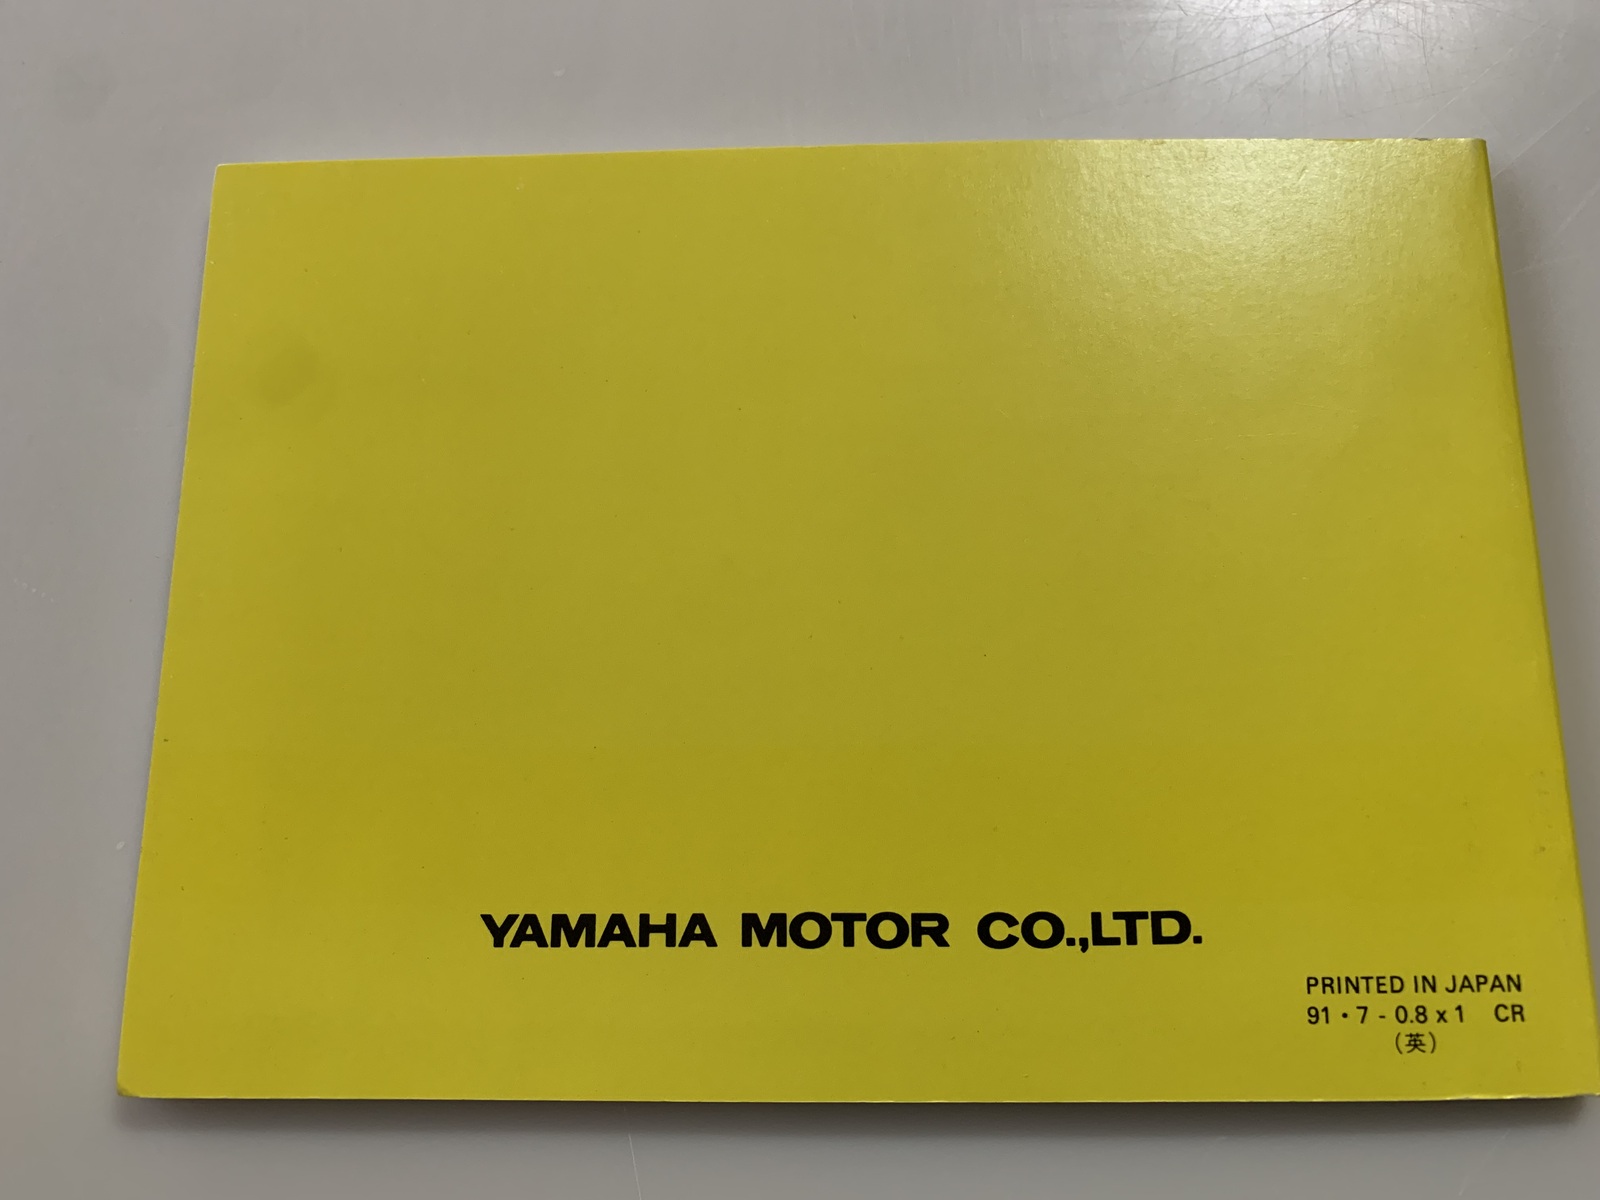 YAMAHA MOTOR CO.,LTD.
PRINTED IN JAPAN
91・7 - 0.8 x 1 CR
（英）